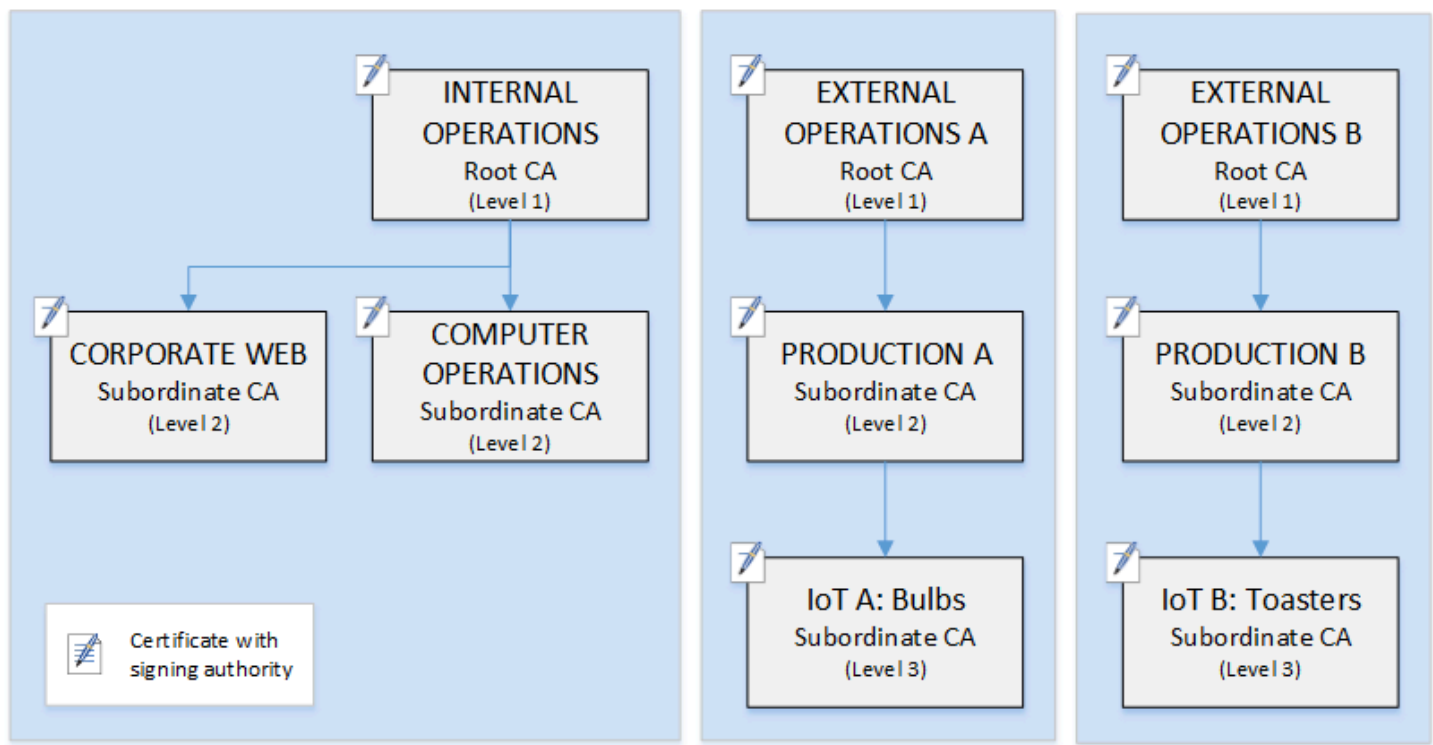 INTERNAL
OPERATIONS
Root CA
(Level 1)
EXTERNAL
OPERATIONS A
Root CA
(Level 1)
EXTERNAL
OPERATIONS B
Root CA
(Level 1)
CORPORATE WEB
Subordinate CA
(Level 2)
COMPUTER
OPERATIONS
Subordinate CA
(Level 2)
PRODUCTION A
Subordinate CA
(Level 2)
PRODUCTION B
Subordinate CA
(Level 2)
IoT A: Bulbs
Subordinate CA
(Level 3)
IoT B: Toasters
Subordinate CA
(Level 3)
Certificate with
signing authority